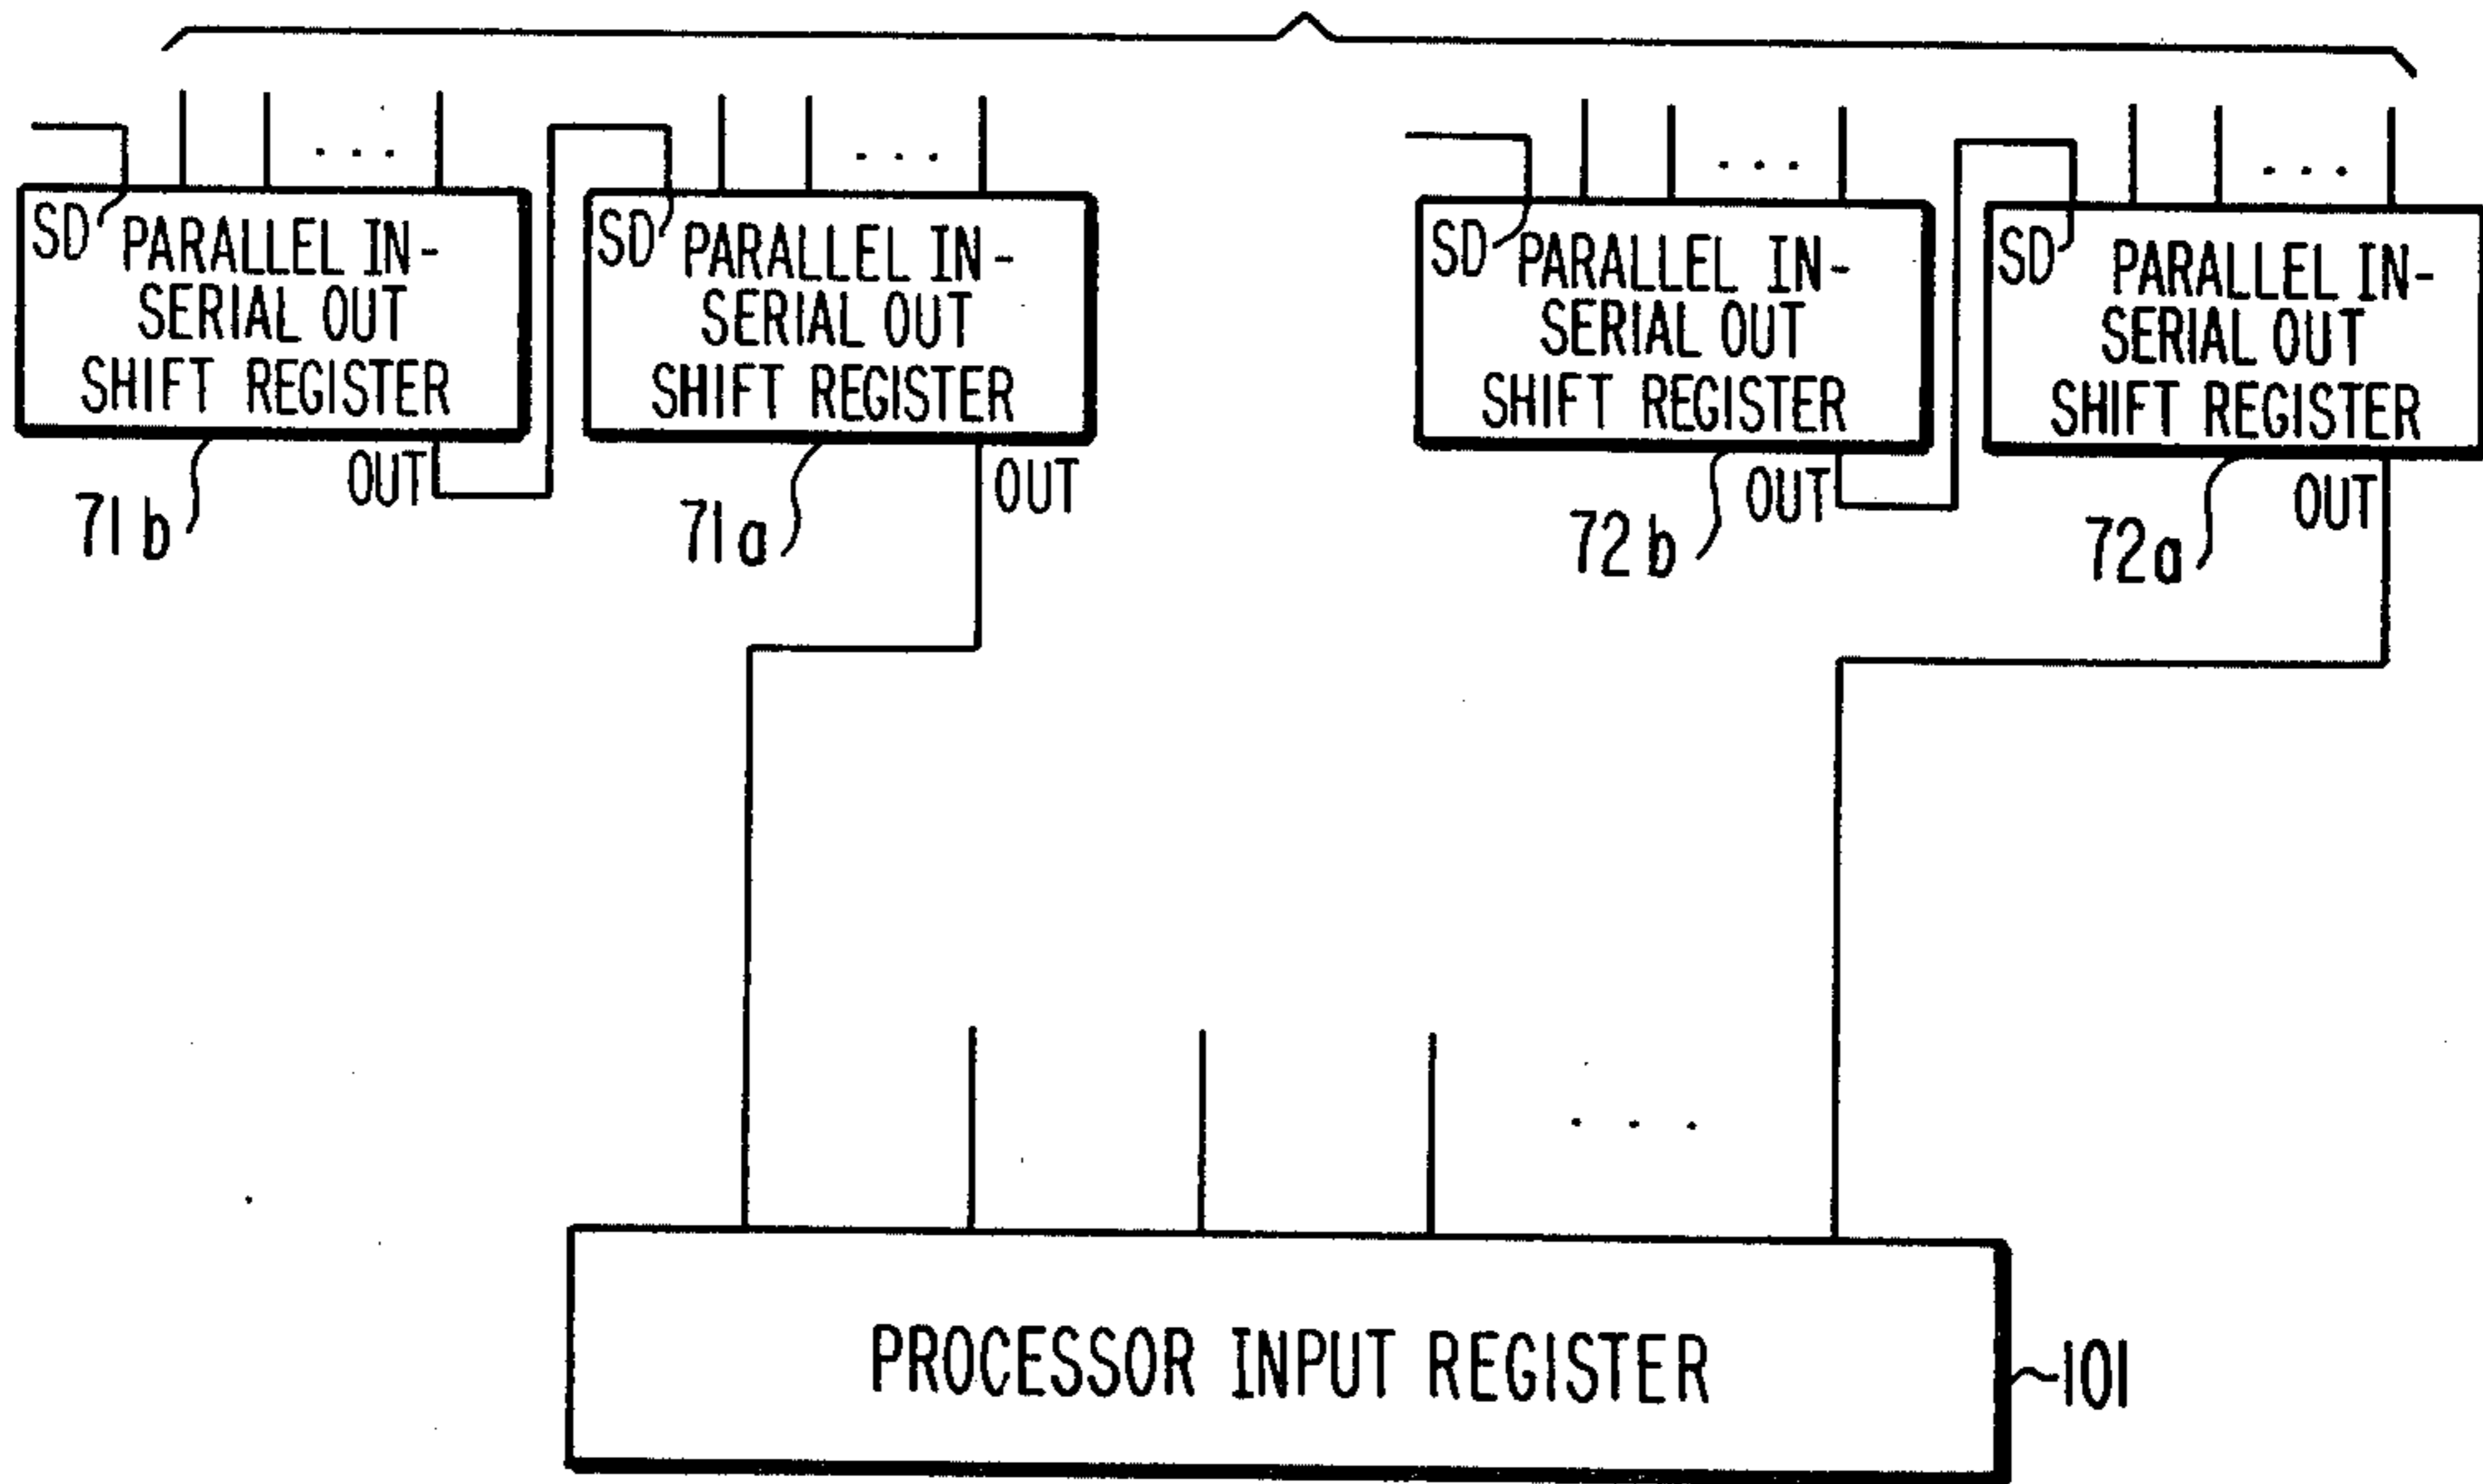 SD PARALLEL IN-
SERIAL OUT
SHIFT REGISTER
OUT
71b
SD PARALLEL IN-
SERIAL OUT
SHIFT REGISTER
OUT
71a
SD PARALLEL IN-
SERIAL OUT
SHIFT REGISTER
OUT
72b
SD PARALLEL IN-
SERIAL OUT
SHIFT REGISTER
OUT
72a
PROCESSOR INPUT REGISTER
101